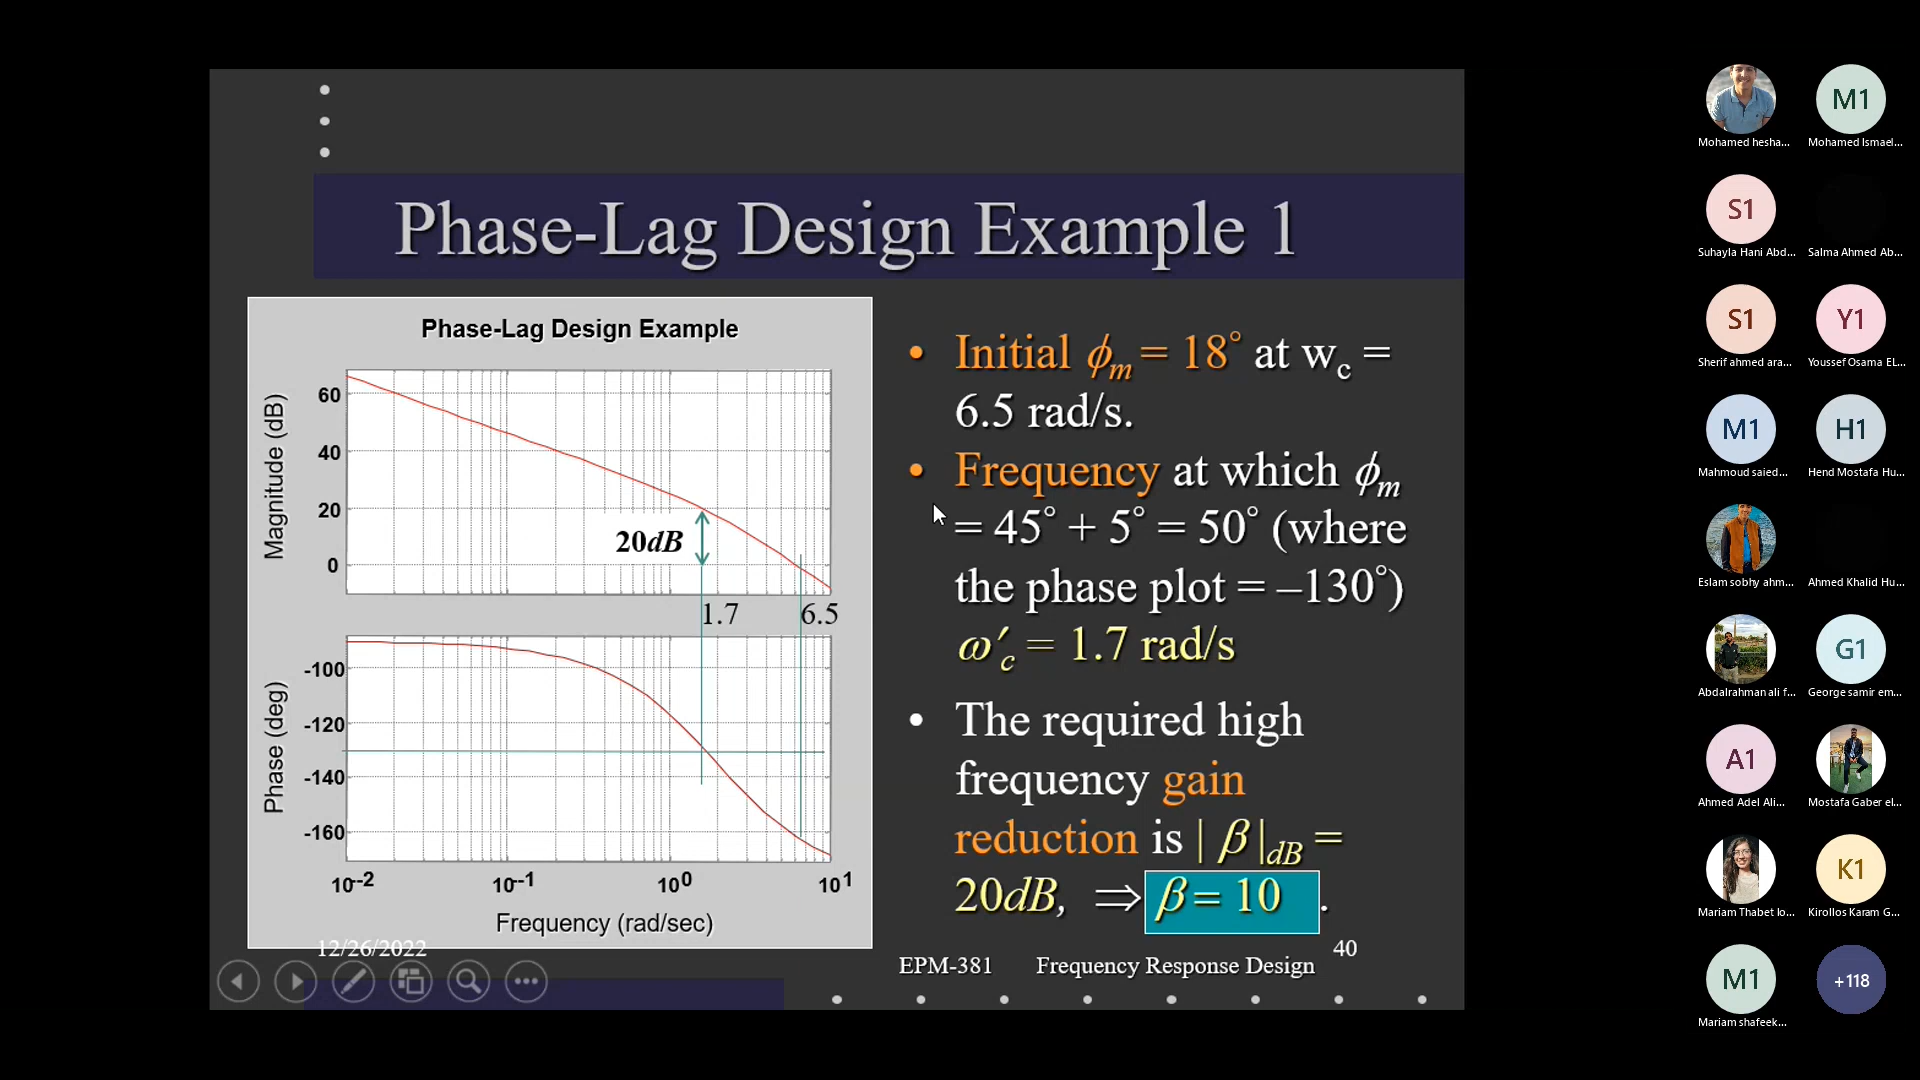 Phase-Lag Design Example 1
Phase-Lag Design Example
Magnitude (dB)
60
40
20
0
20dB
1.7
6.5
Phase (deg)
-100
-120
-140
-160
10--2
10--1
100
101
Frequency (rad/sec)
• Initial ϕm = 18° at wc =
6.5 rad/s.
• Frequency at which ϕm
= 45° + 5° = 50° (where
the phase plot = –130°)
ω′c = 1.7 rad/s
• The required high
frequency gain
reduction is | β |dB =
20dB, ⇒ β = 10 .
12/26/2022
EPM-381
Frequency Response Design
40
Mohamed hesha...
M1
Mohamed Ismael...
S1
Suhayla Hani Abd...
Salma Ahmed Ab...
S1
Sherif ahmed ara...
Y1
Youssef Osama EL...
M1
Mahmoud saied...
H1
Hend Mostafa Hu...
Eslam sobhy ahm...
Ahmed Khalid Hu...
Abdalrahman ali f...
G1
George samir em...
A1
Ahmed Adel Ali...
Mostafa Gaber el...
Mariam Thabet lo...
K1
Kirollos Karam G...
M1
Mariam shafeek...
+118